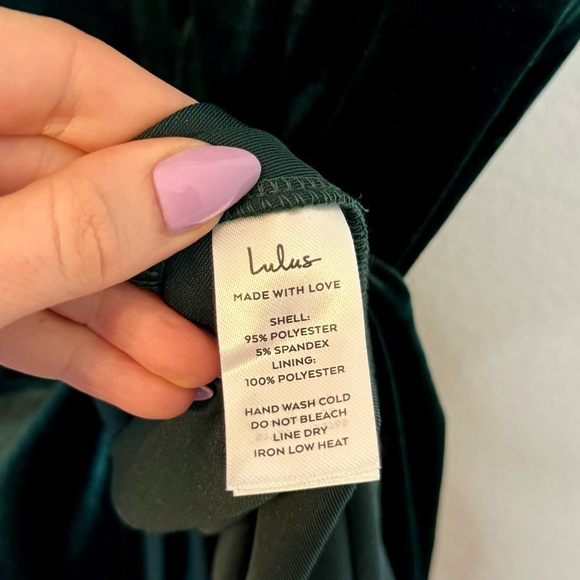 Lulus
MADE WITH LOVE
SHELL:
95% POLYESTER
5% SPANDEX
LINING:
100% POLYESTER
HAND WASH COLD
DO NOT BLEACH
LINE DRY
IRON LOW HEAT